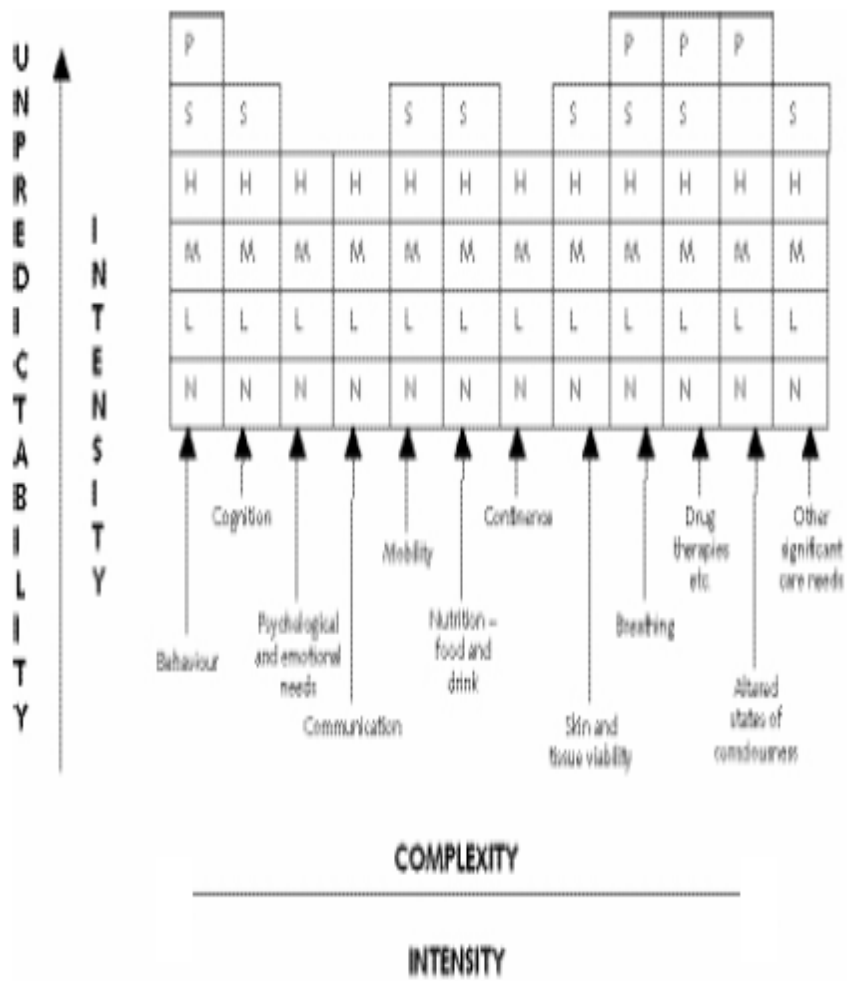 UNPREDICTABILITY
INTENSITY
P P P P
S S S S S S S S
H H H H H H H H H H H H
M M M M M M M M M M M M
L L L L L L L L L L L L
N N N N N N N N N N N N
Cognition
Continence
Drug
therapies
etc.
Other
significant
care needs
Mobility
Behaviour
Psychological
and emotional
needs
Nutrition –
food and
drink
Breathing
Communication
Skin and
tissue viability
Altered
states of
consciousness
COMPLEXITY
INTENSITY